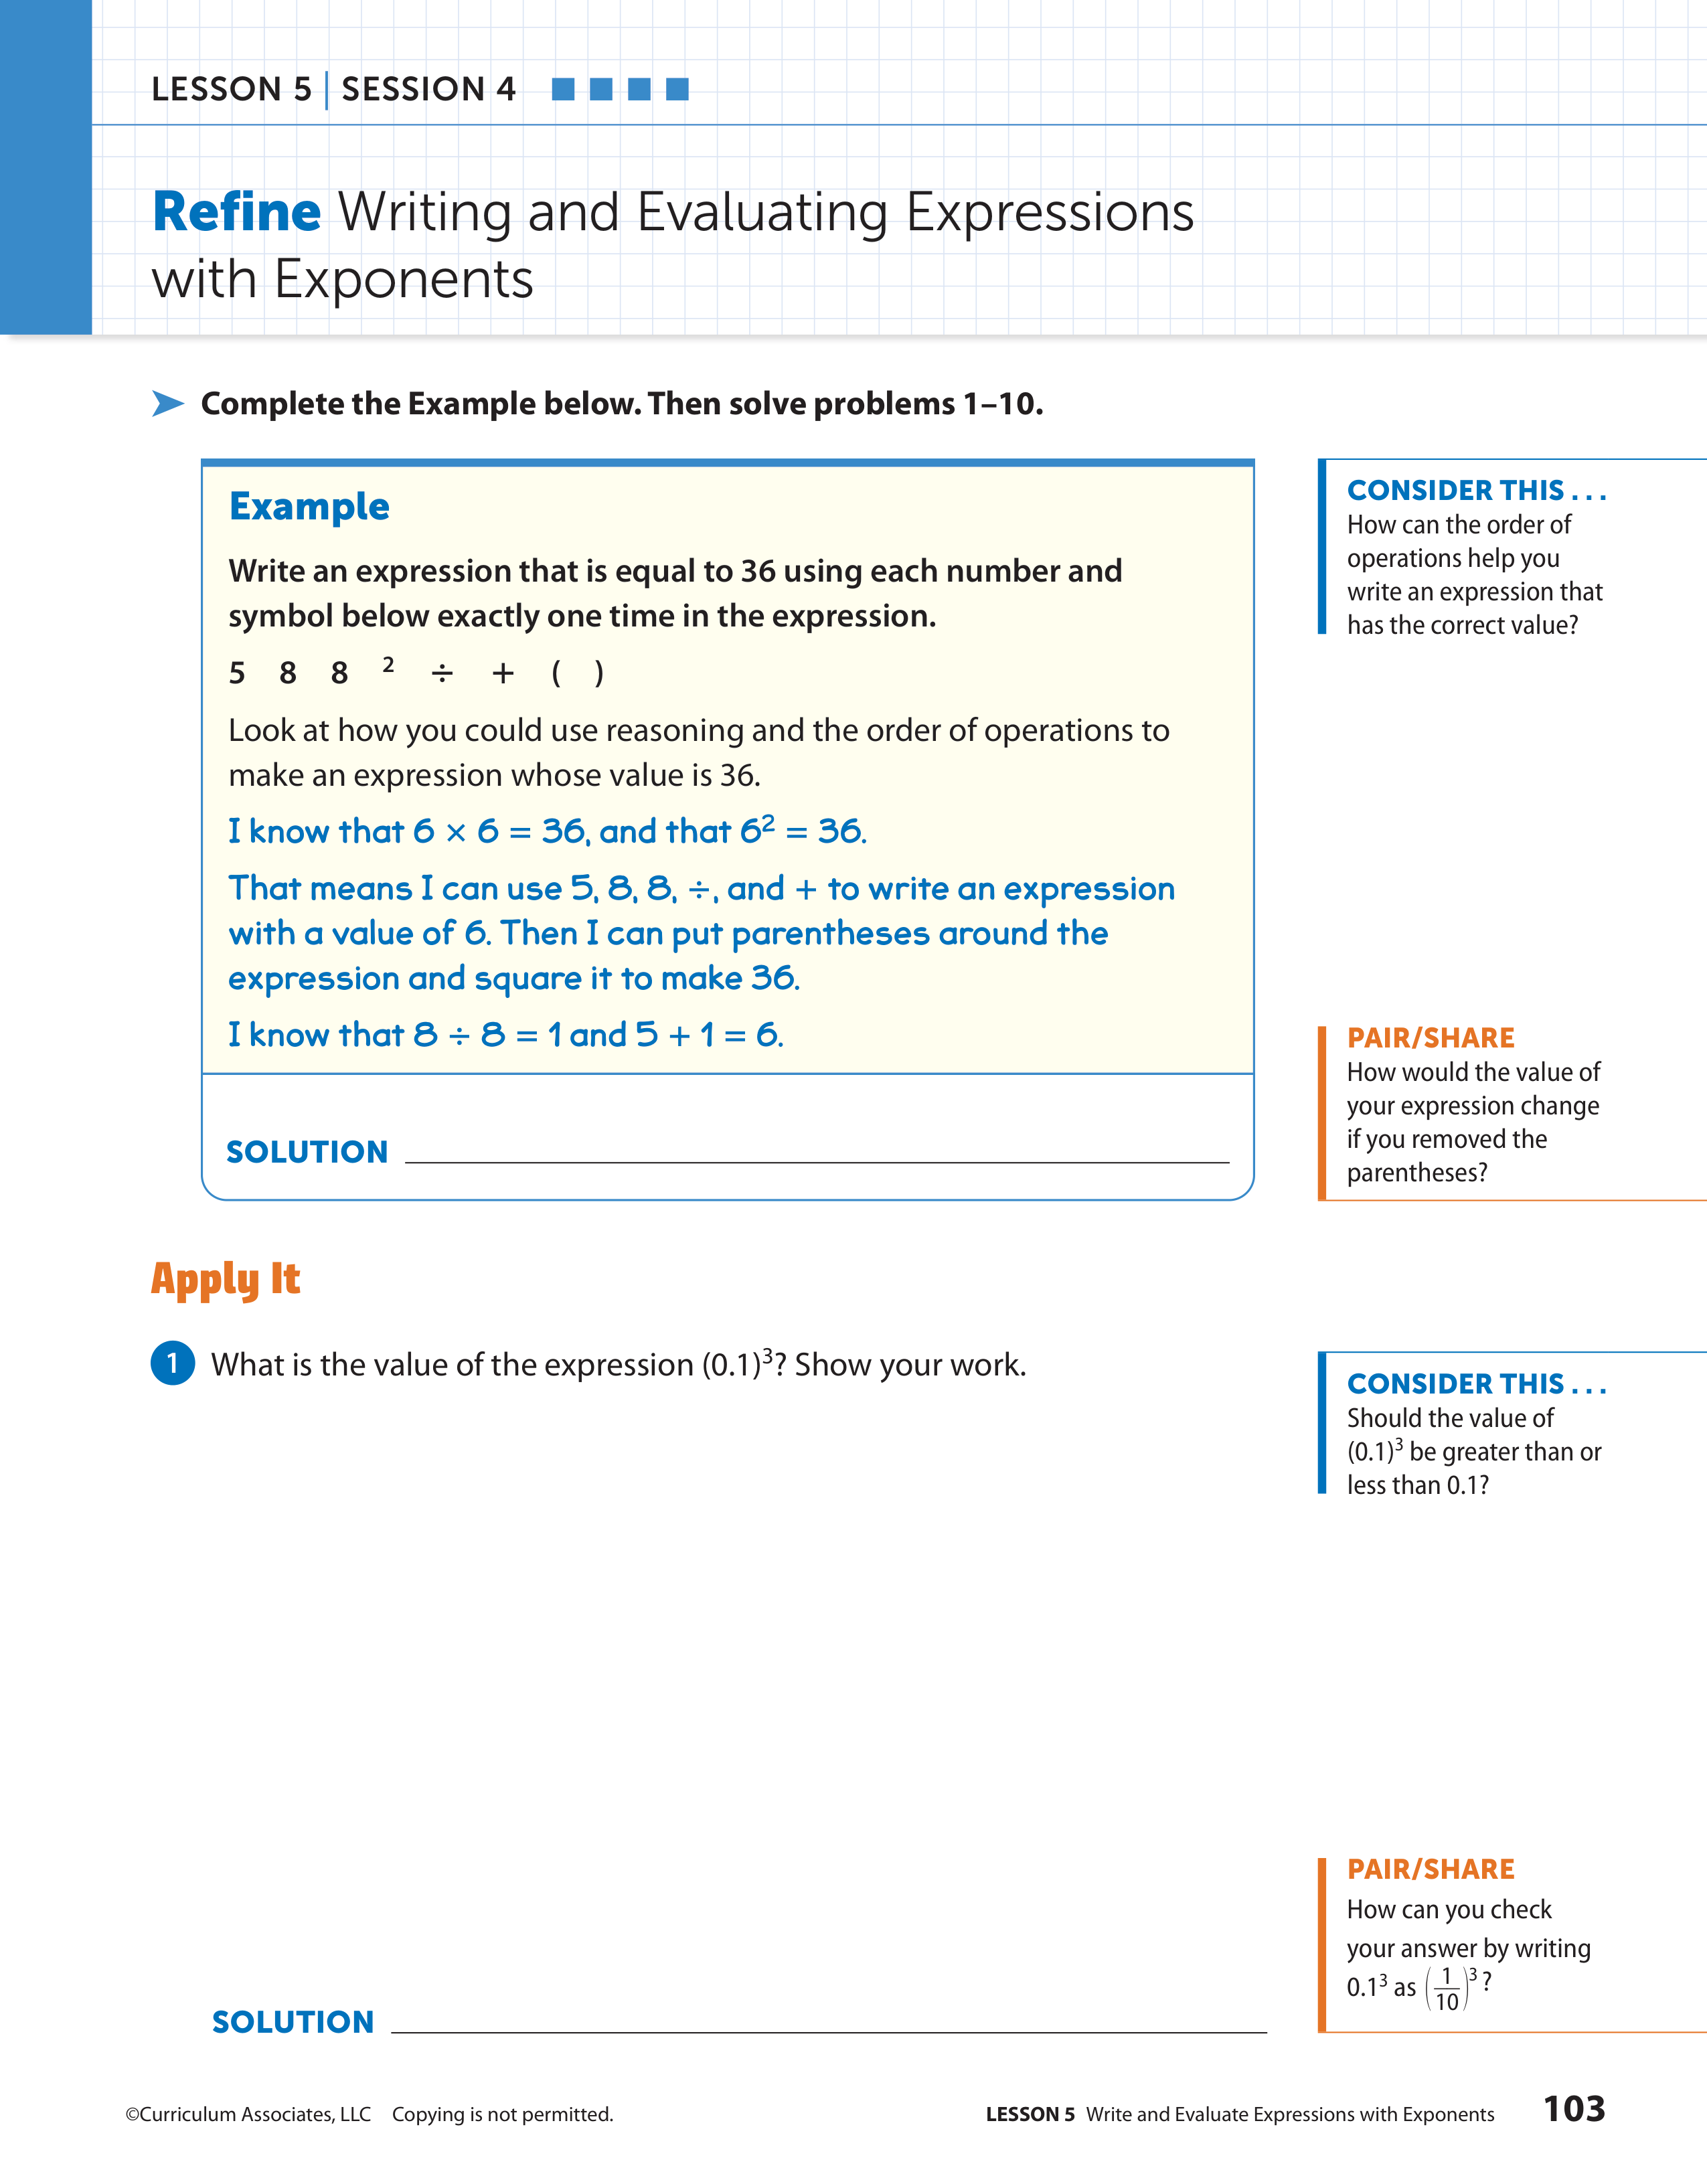 LESSON 5 | SESSION 4
Refine Writing and Evaluating Expressions
with Exponents
Complete the Example below. Then solve problems 1–10.
Example
Write an expression that is equal to 36 using each number and
symbol below exactly one time in the expression.
5 8 8 ² ÷ + ( )
Look at how you could use reasoning and the order of operations to
make an expression whose value is 36.
I know that 6 × 6 = 36, and that 6² = 36.
That means I can use 5, 8, 8, ÷, and + to write an expression
with a value of 6. Then I can put parentheses around the
expression and square it to make 36.
I know that 8 ÷ 8 = 1 and 5 + 1 = 6.
SOLUTION
CONSIDER THIS . . .
How can the order of
operations help you
write an expression that
has the correct value?
PAIR/SHARE
How would the value of
your expression change
if you removed the
parentheses?
Apply It
1 What is the value of the expression (0.1)³? Show your work.
SOLUTION
CONSIDER THIS . . .
Should the value of
(0.1)³ be greater than or
less than 0.1?
PAIR/SHARE
How can you check
your answer by writing
0.1³ as (1/10)³ ?
©Curriculum Associates, LLC Copying is not permitted.
LESSON 5 Write and Evaluate Expressions with Exponents 103